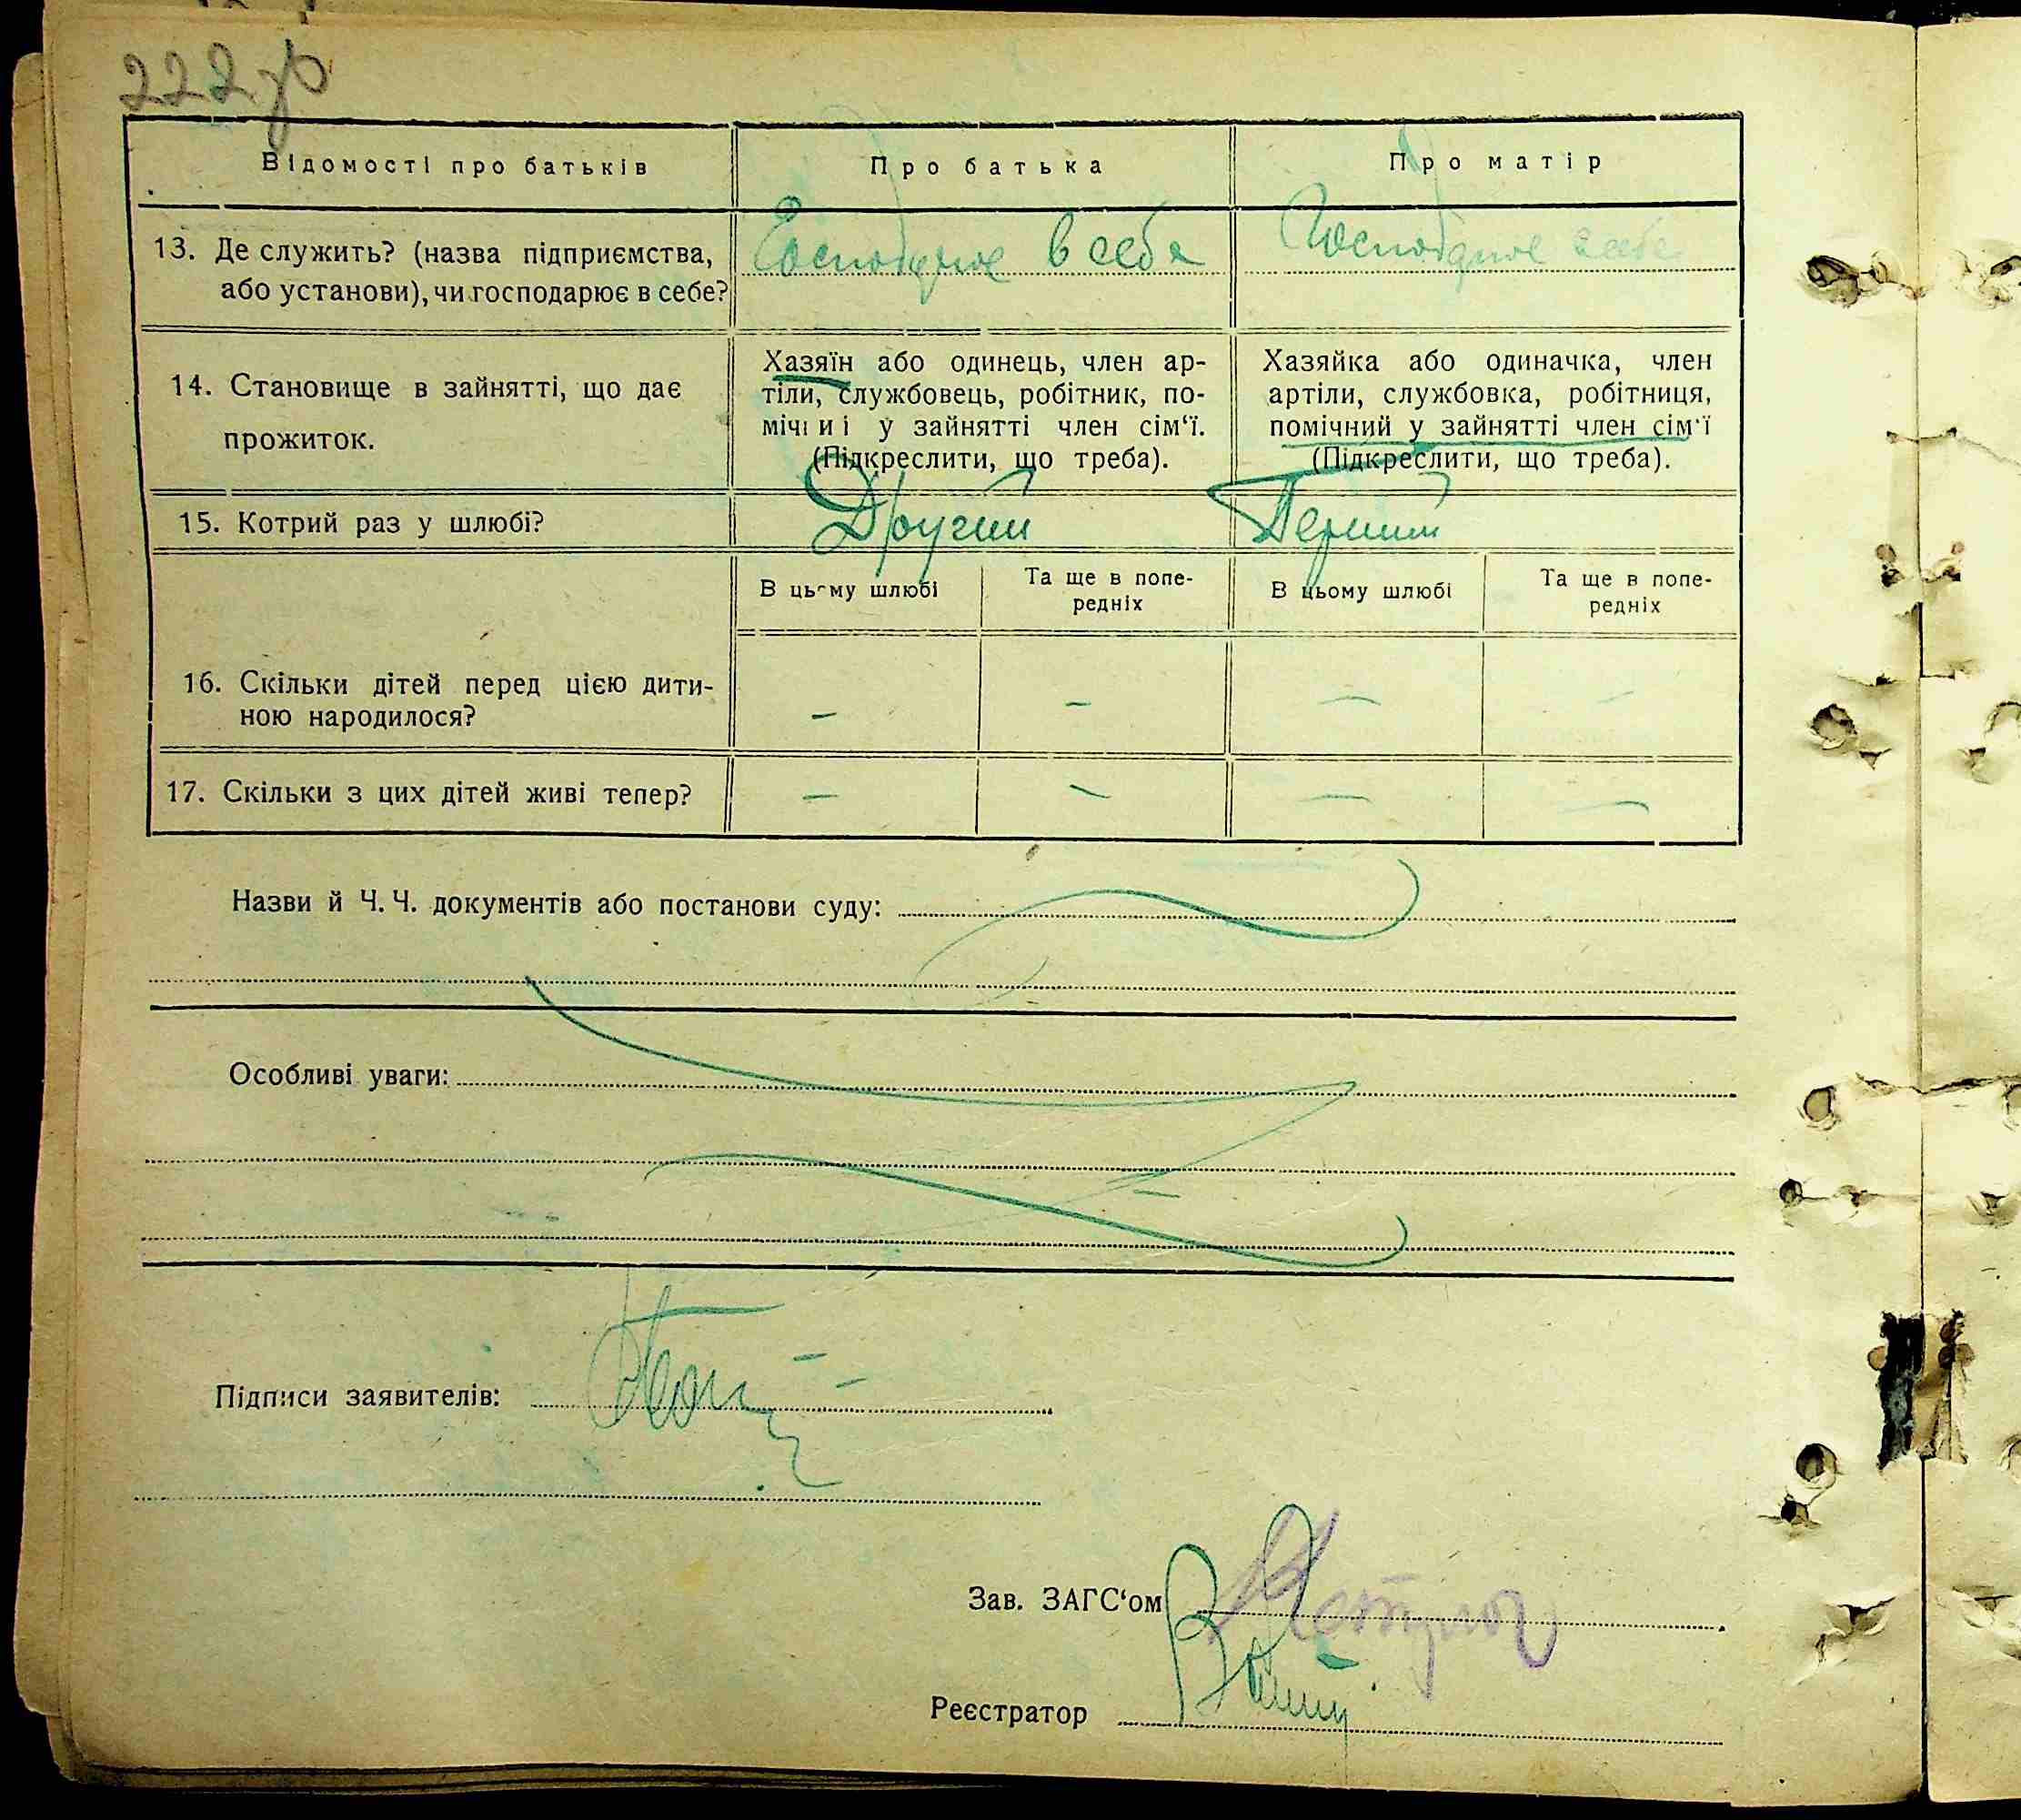 222зв
Відомості про батьків
Про батька
Про матір
13. Де служить? (назва підприємства,
або установи), чи господарює в себе?
Господарює в себе
Господарює в себе
14. Становище в зайнятті, що дає
прожиток.
Хазяїн або одинець, член ар-
тіли, службовець, робітник, по-
мічниі у зайнятті член сім‘ї.
(Підкреслити, що треба).
Хазяйка або одиначка, член
артіли, службовка, робітниця,
помічний у зайнятті член сім‘ї
(Підкреслити, що треба).
15. Котрий раз у шлюбі?
Другий
Перший
В цьому шлюбі
Та ще в попе-
редніх
В цьому шлюбі
Та ще в попе-
редніх
16. Скільки дітей перед цією дити-
ною народилося?
– – – –
17. Скільки з цих дітей живі тепер?
– – – –
Назви й Ч. Ч. документів або постанови суду:
Особливі уваги:
Підписи заявителів:
Зав. ЗАГС‘ом
Реєстратор